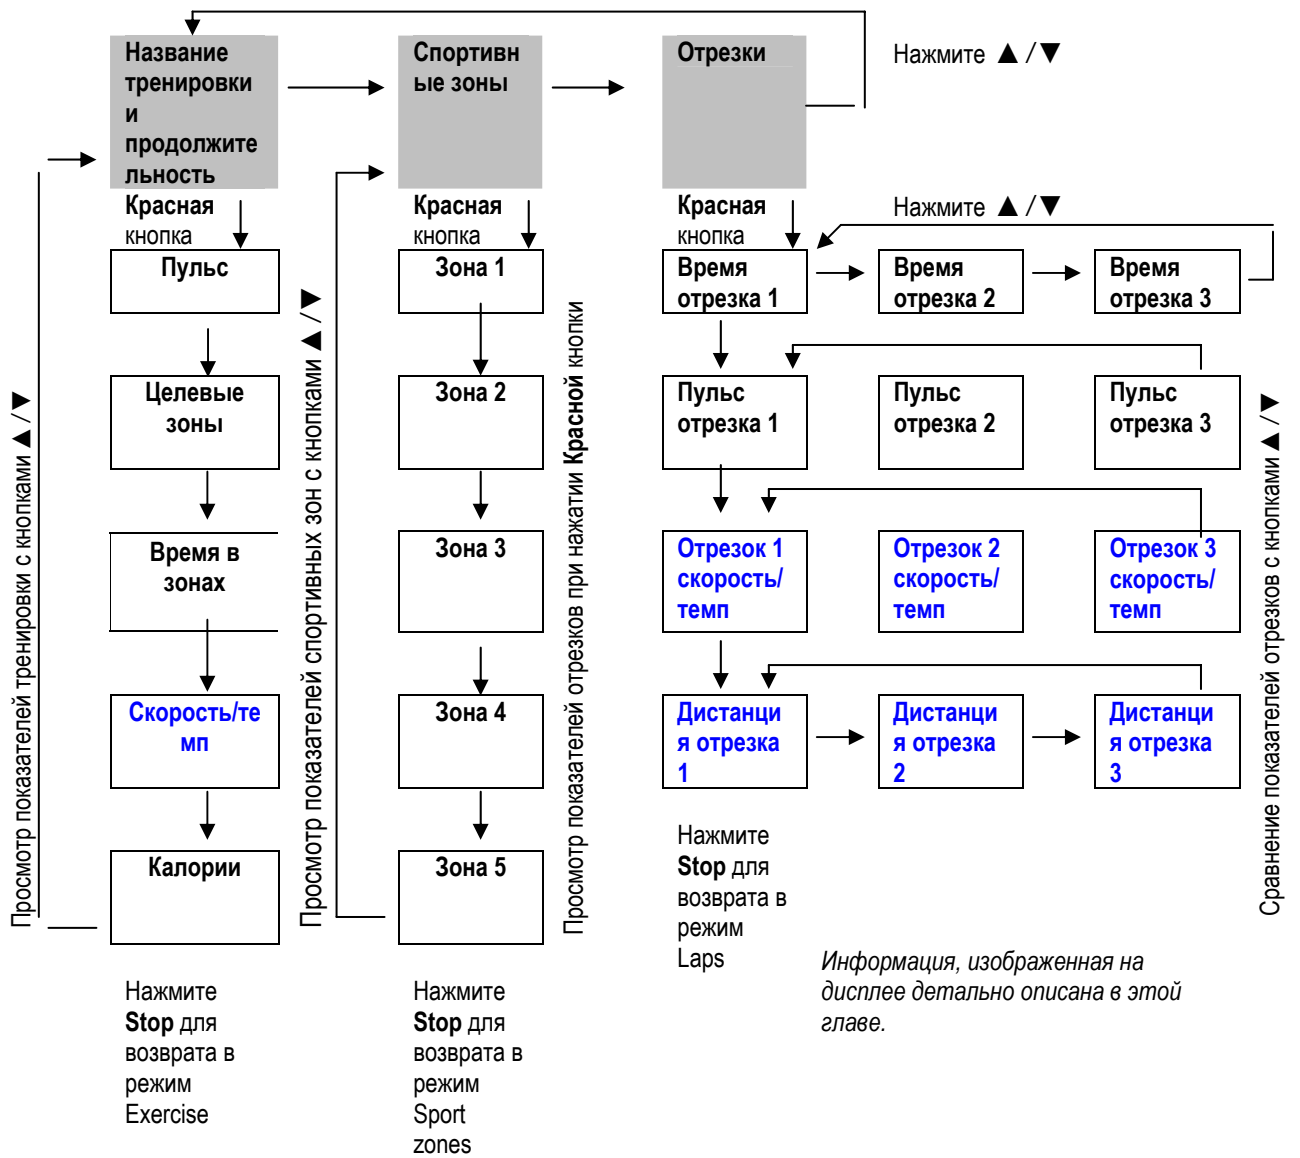 Название
тренировки
и
продолжите
льность
Спортивн
ые зоны
Отрезки
Нажмите ▲ / ▼
Красная
кнопка
Красная
кнопка
Красная
кнопка
Нажмите ▲ / ▼
Просмотр показателей тренировки с кнопками ▲ / ▼
Пульс
Целевые
зоны
Время в
зонах
Скорость/те
мп
Калории
Нажмите
Stop для
возврата в
режим
Exercise
Просмотр показателей спортивных зон с кнопками ▲ / ▼
Зона 1
Зона 2
Зона 3
Зона 4
Зона 5
Нажмите
Stop для
возврата в
режим
Sport
zones
Просмотр показателей отрезков при нажатии Красной кнопки
Время
отрезка 1
Время
отрезка 2
Время
отрезка 3
Пульс
отрезка 1
Пульс
отрезка 2
Пульс
отрезка 3
Отрезок 1
скорость/
темп
Отрезок 2
скорость/
темп
Отрезок 3
скорость/
темп
Дистанци
я отрезка
1
Дистанци
я отрезка
2
Дистанци
я отрезка
3
Сравнение показателей отрезков с кнопками ▲ / ▼
Нажмите
Stop для
возврата в
режим
Laps
Информация, изображенная на
дисплее детально описана в этой
главе.